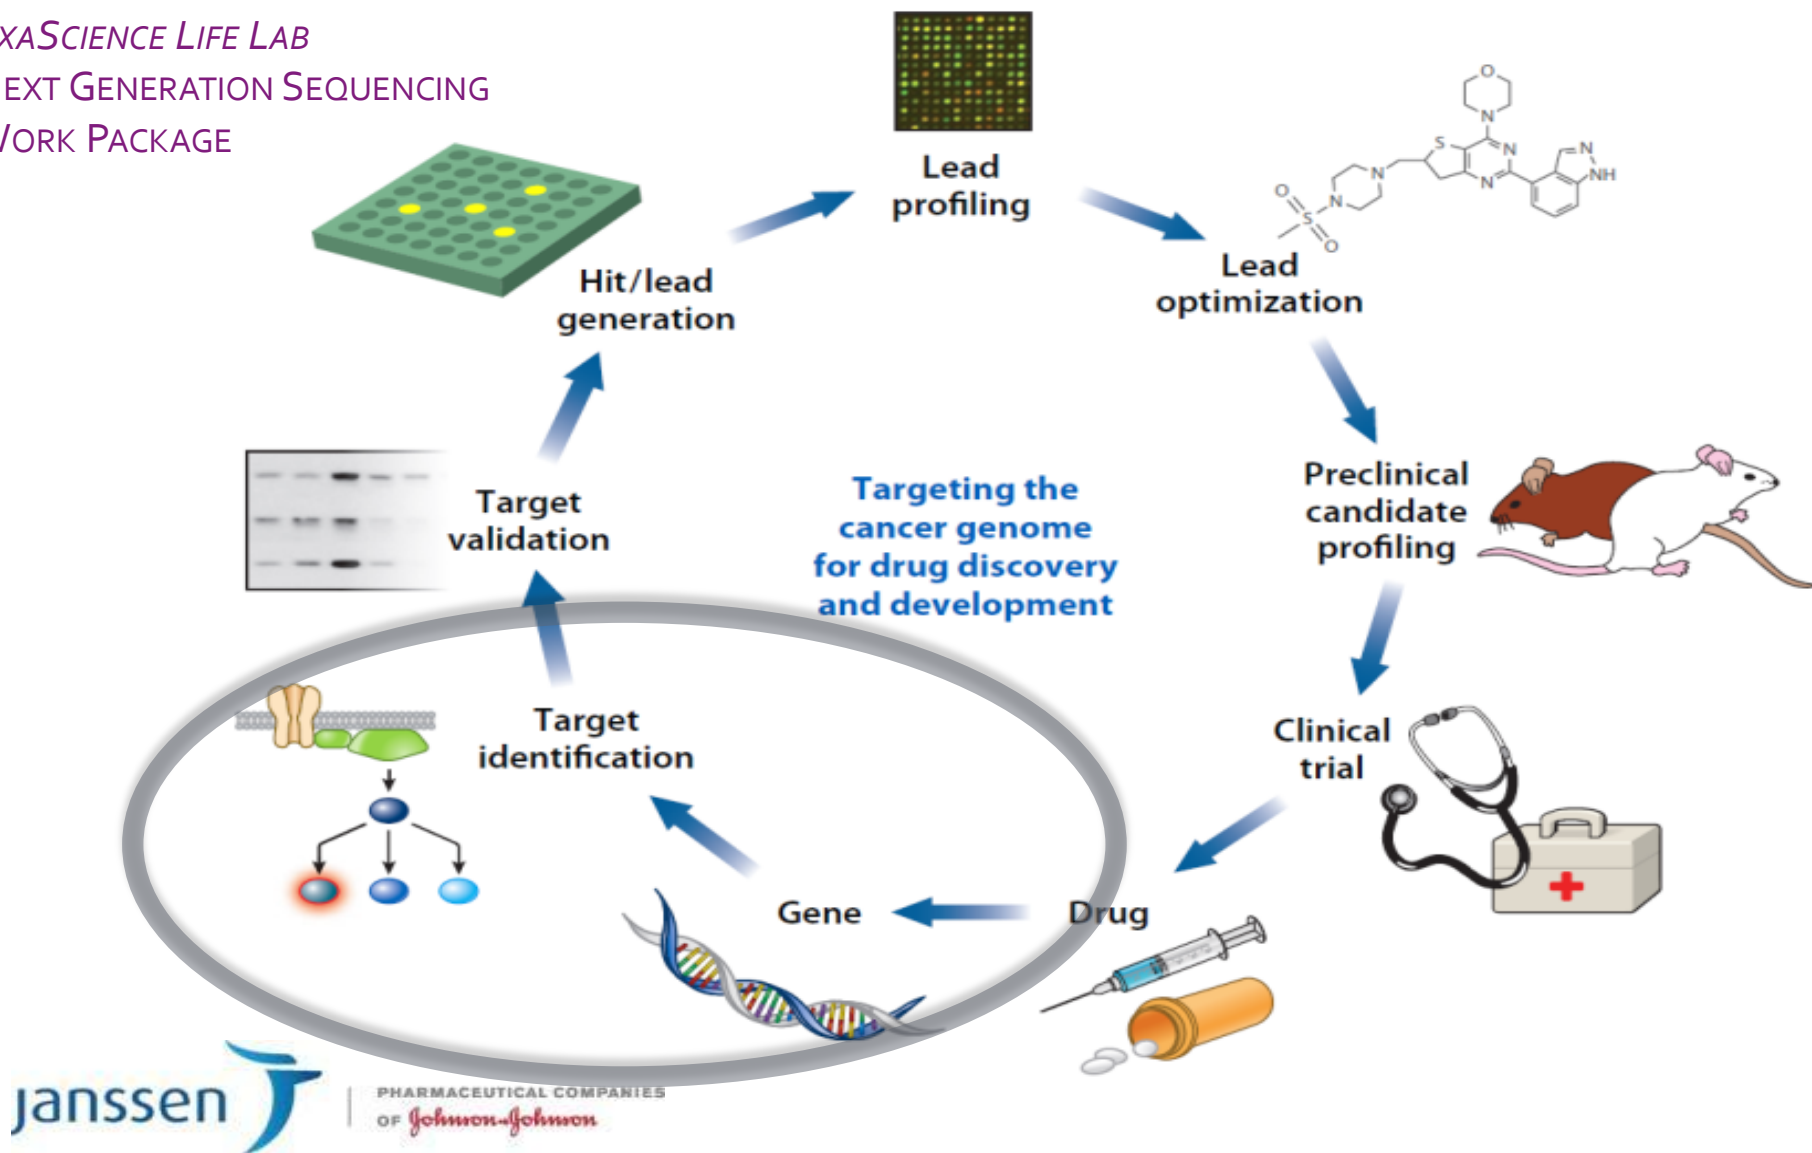 XASCIENCE LIFE LAB
EXT GENERATION SEQUENCING
WORK PACKAGE
Lead
profiling
Hit/lead
generation
Lead
optimization
O
N
S
N
N
N
N
NH
N
O
S
O
Target
validation
Targeting the
cancer genome
for drug discovery
and development
Preclinical
candidate
profiling
Target
identification
Clinical
trial
Gene
Drug
janssen
PHARMACEUTICAL COMPANIES
OF Johnson-Johnson